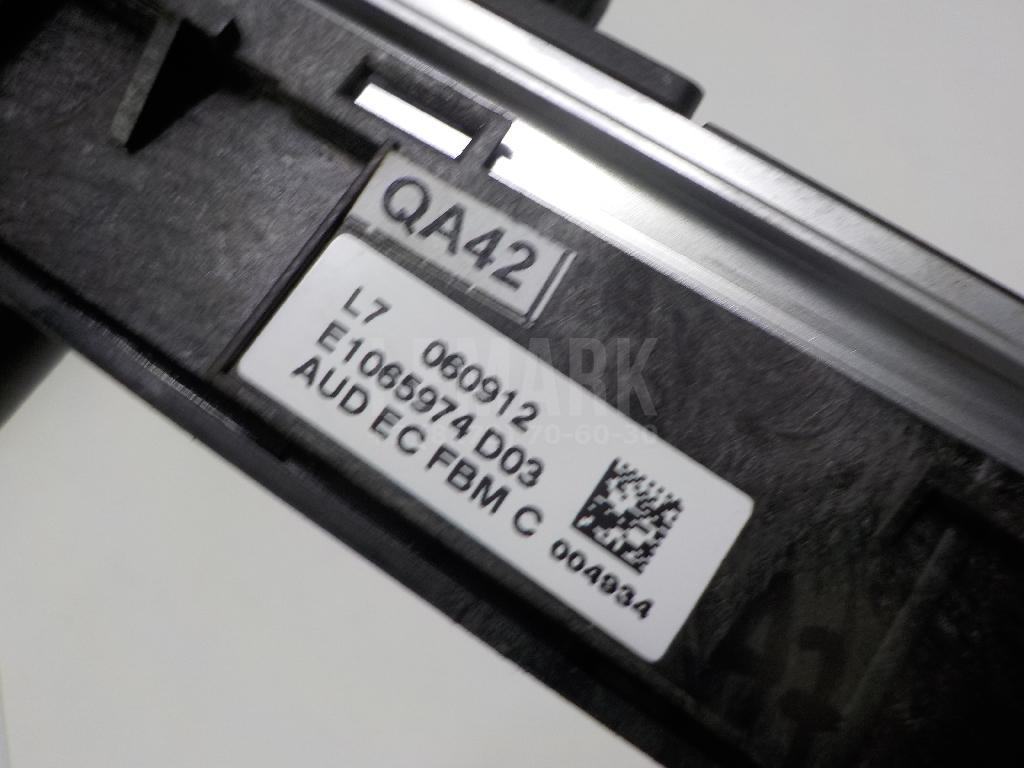 QA42
L7 060912
E1065974 D03
AUD EC FBM C
004934